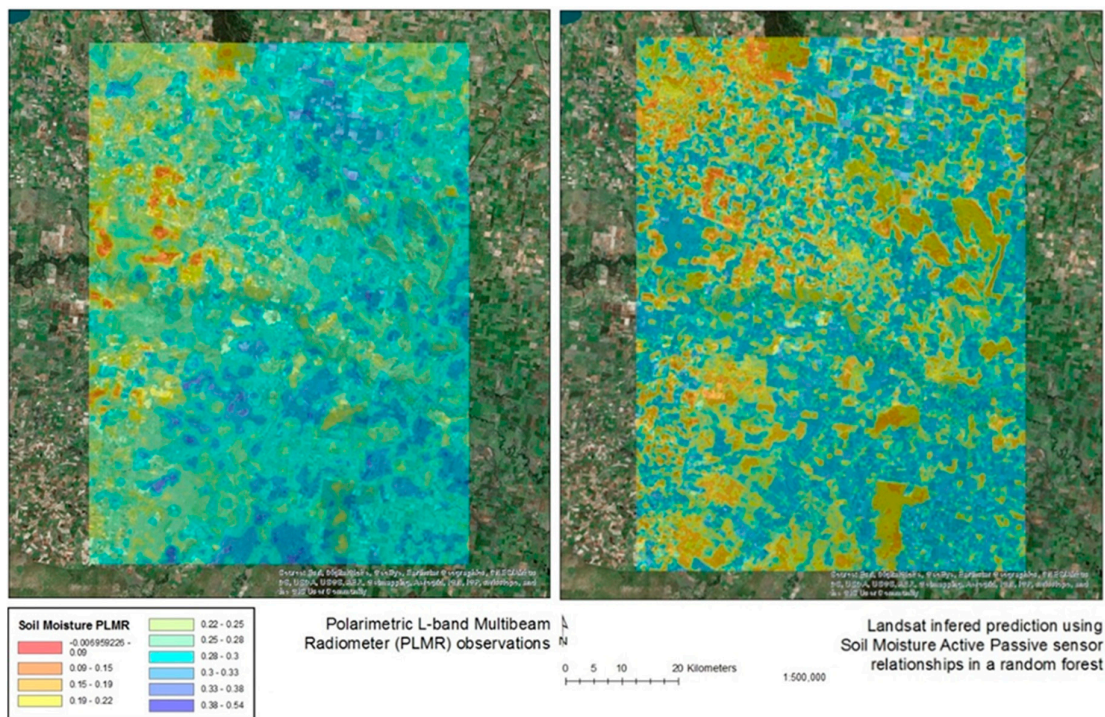 Soil Moisture PLMR
-0.006959226 -
0.09
0.09 - 0.15
0.15 - 0.19
0.19 - 0.22
0.22 - 0.25
0.25 - 0.28
0.28 - 0.3
0.3 - 0.33
0.33 - 0.38
0.38 - 0.54
Polarimetric L-band Multibeam
Radiometer (PLMR) observations
N
0 5 10 20 Kilometers
1:500,000
Landsat infered prediction using
Soil Moisture Active Passive sensor
relationships in a random forest